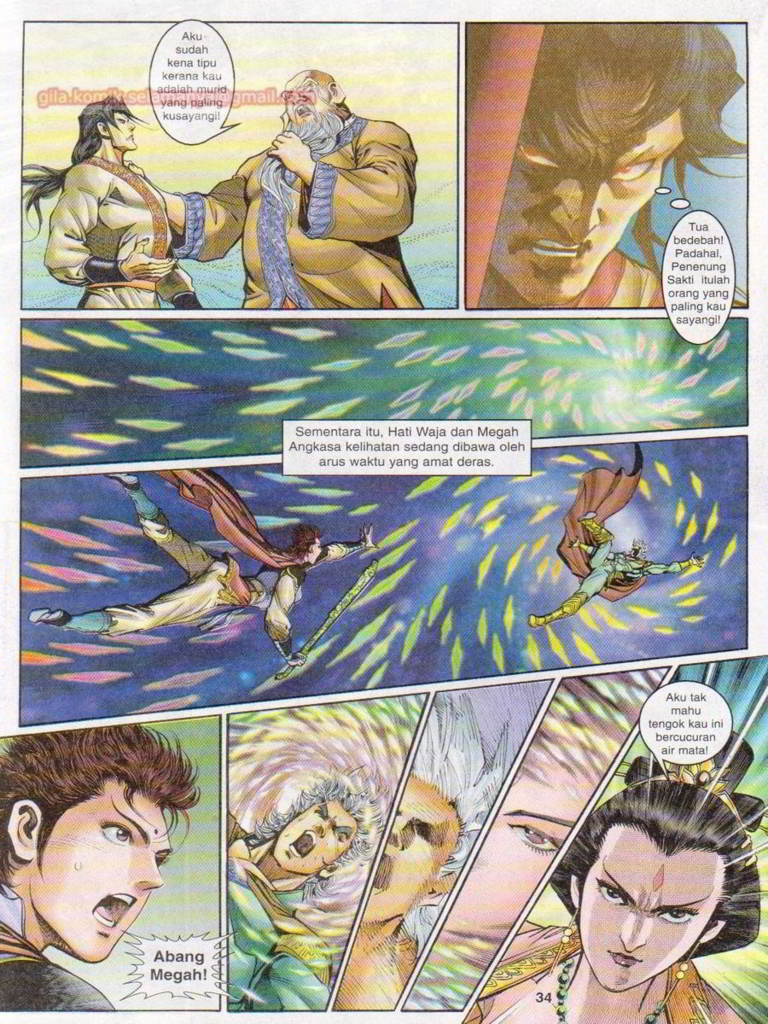 Aku
sudah
kena tipu
kerana kau
adalah murid
yang paling
kusayangi!
Tua
bedebah!
Padahal,
Penenung
Sakti itulah
orang yang
paling kau
sayangi!
Sementara itu, Hati Waja dan Megah
Angkasa kelihatan sedang dibawa oleh
arus waktu yang amat deras.
Aku tak
mahu
tengok kau ini
bercucuran
air mata!
Abang
Megah!
34